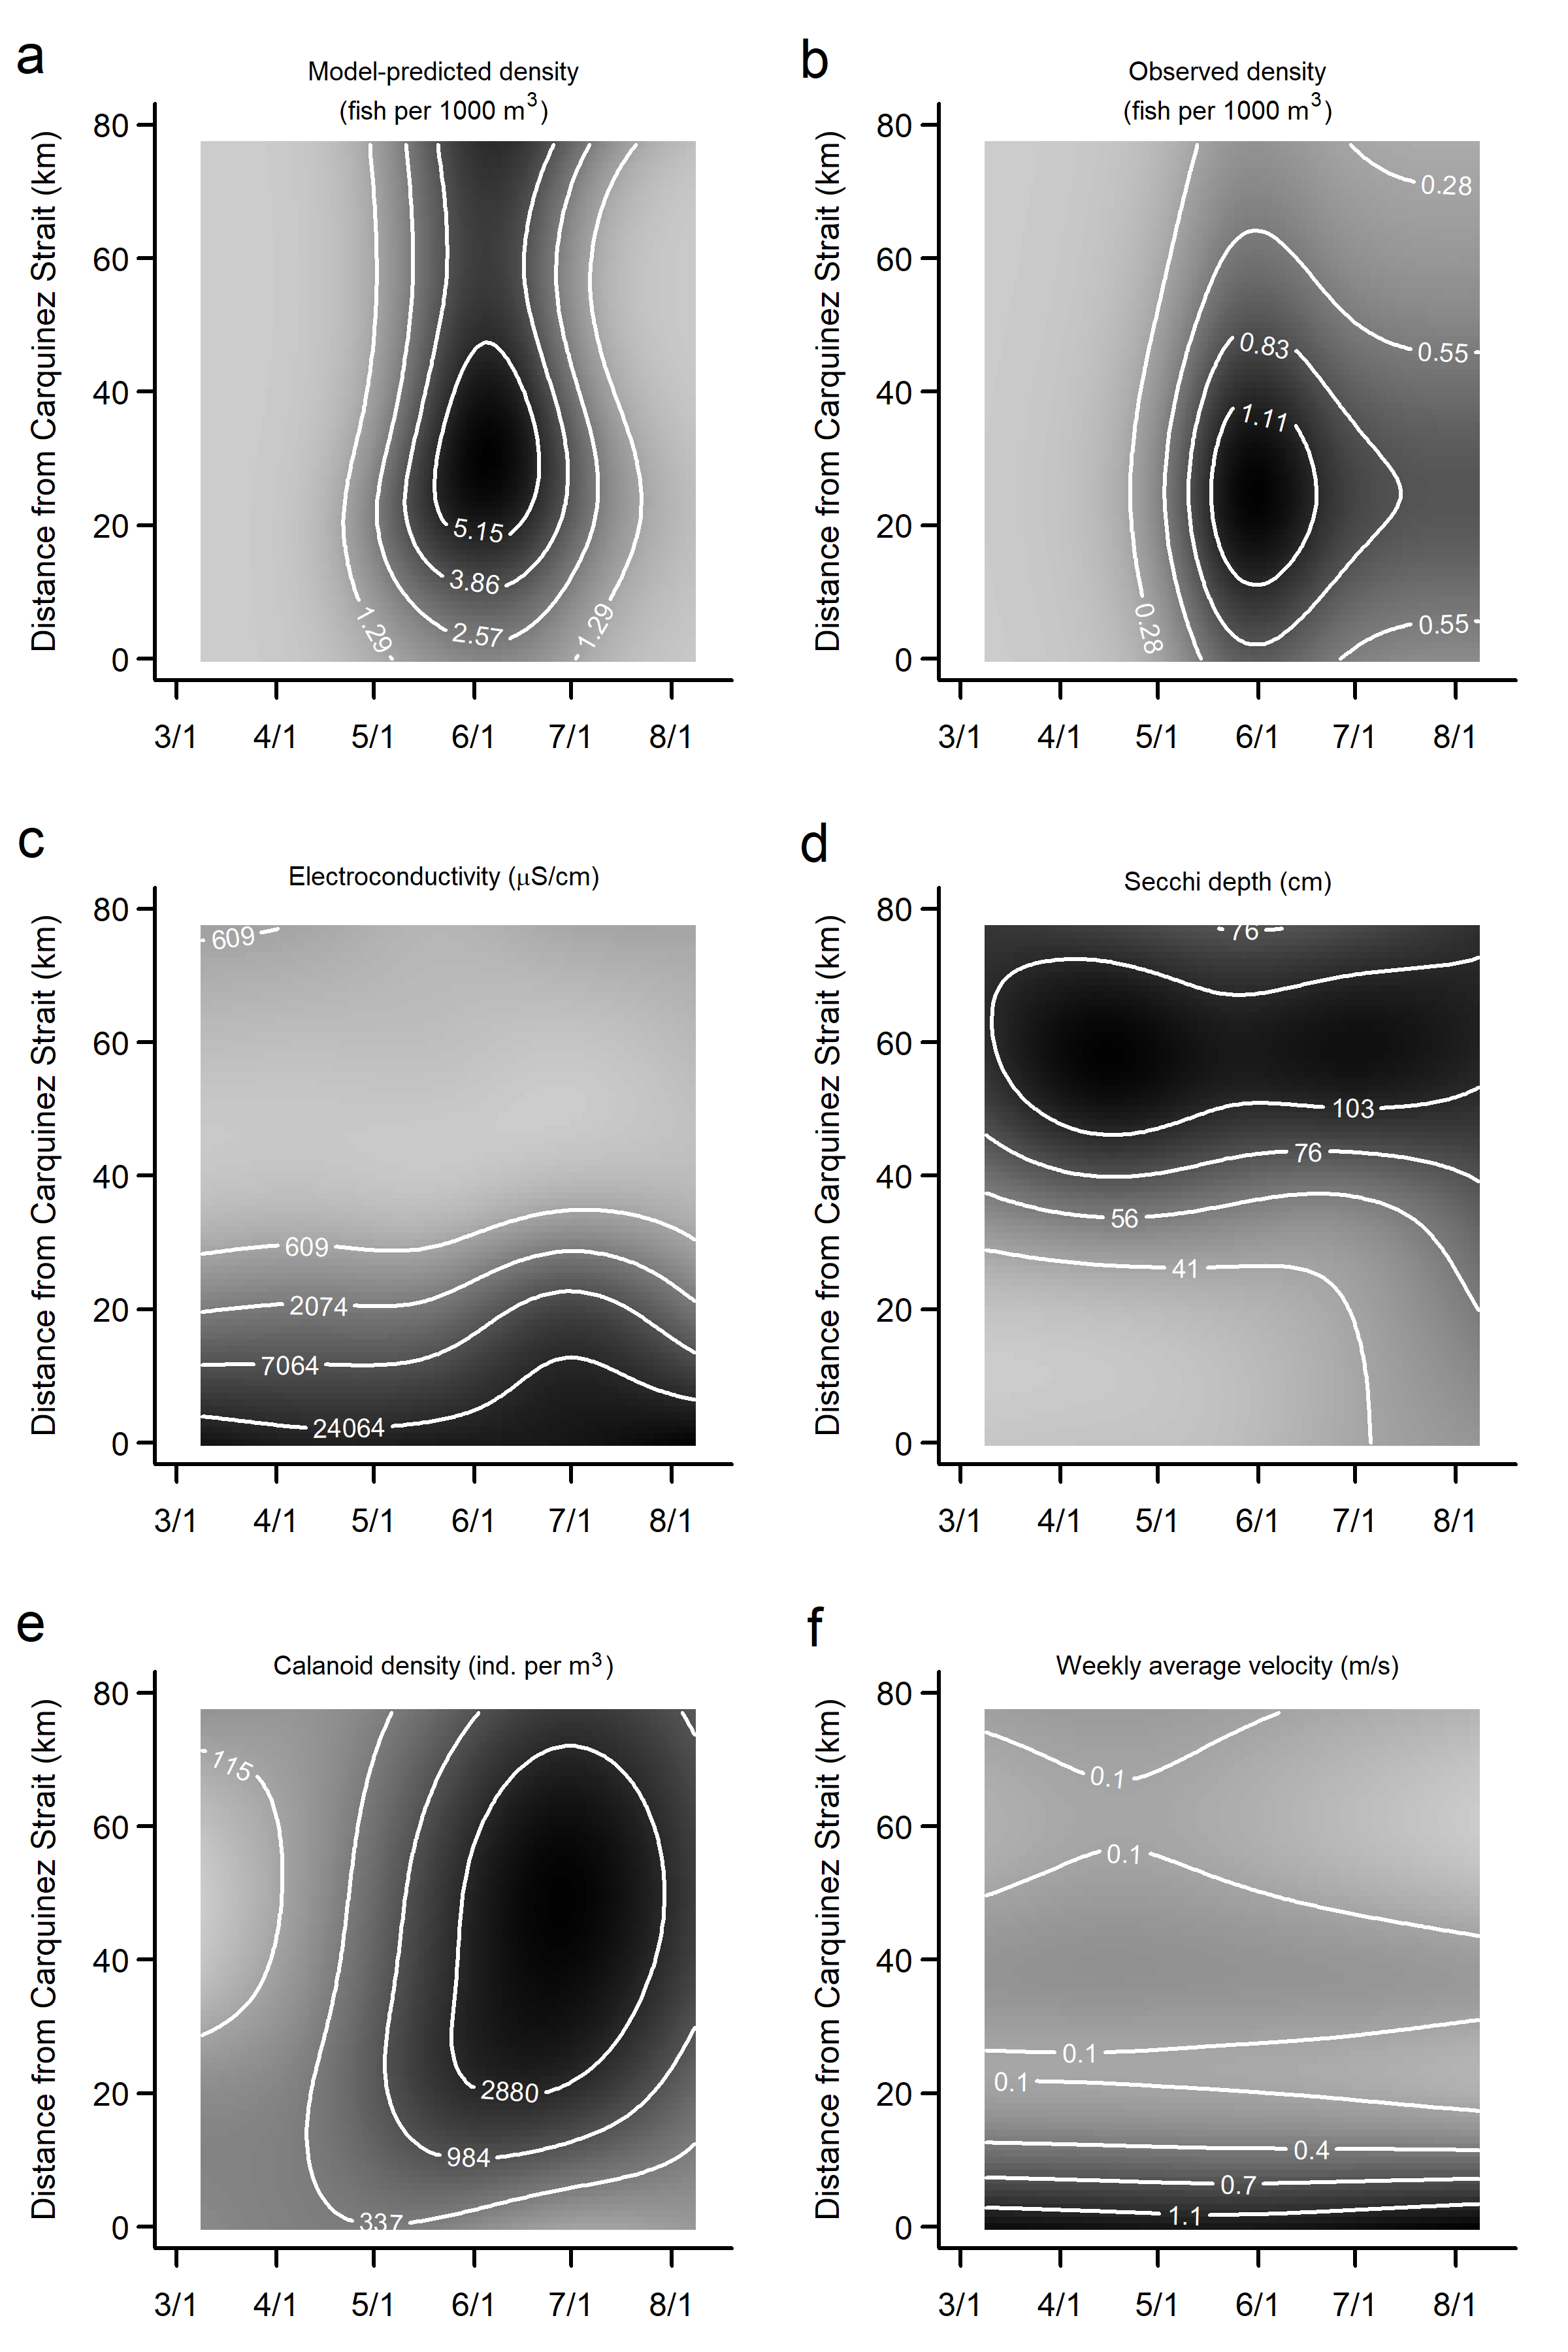 a
Model-predicted density
(fish per 1000 m³)
Distance from Carquinez Strait (km)
80
60
40
20
0
5.15
3.86
2.57
1.29
1.29
3/1 4/1 5/1 6/1 7/1 8/1
b
Observed density
(fish per 1000 m³)
Distance from Carquinez Strait (km)
80
60
40
20
0
0.28
0.83
0.55
1.11
0.28
0.55
3/1 4/1 5/1 6/1 7/1 8/1
c
Electroconductivity (µS/cm)
Distance from Carquinez Strait (km)
80
60
40
20
0
609
609
2074
7064
24064
3/1 4/1 5/1 6/1 7/1 8/1
d
Secchi depth (cm)
Distance from Carquinez Strait (km)
80
60
40
20
0
76
103
76
56
41
3/1 4/1 5/1 6/1 7/1 8/1
e
Calanoid density (ind. per m³)
Distance from Carquinez Strait (km)
80
60
40
20
0
115
2880
984
337
3/1 4/1 5/1 6/1 7/1 8/1
f
Weekly average velocity (m/s)
Distance from Carquinez Strait (km)
80
60
40
20
0
0.1
0.1
0.1
0.1
0.4
0.7
1.1
3/1 4/1 5/1 6/1 7/1 8/1